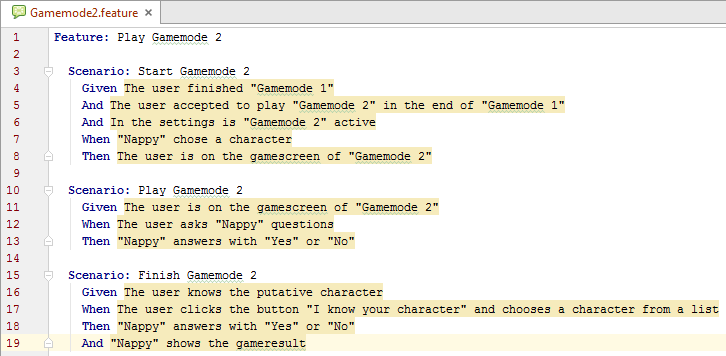 Gamemode2.feature ×
1 Feature: Play Gamemode 2
2
3 Scenario: Start Gamemode 2
4 Given The user finished "Gamemode 1"
5 And The user accepted to play "Gamemode 2" in the end of "Gamemode 1"
6 And In the settings is "Gamemode 2" active
7 When "Nappy" chose a character
8 Then The user is on the gamescreen of "Gamemode 2"
9
10 Scenario: Play Gamemode 2
11 Given The user is on the gamescreen of "Gamemode 2"
12 When The user asks "Nappy" questions
13 Then "Nappy" answers with "Yes" or "No"
14
15 Scenario: Finish Gamemode 2
16 Given The user knows the putative character
17 When The user clicks the button "I know your character" and chooses a character from a list
18 Then "Nappy" answers with "Yes" or "No"
19 And "Nappy" shows the gameresult